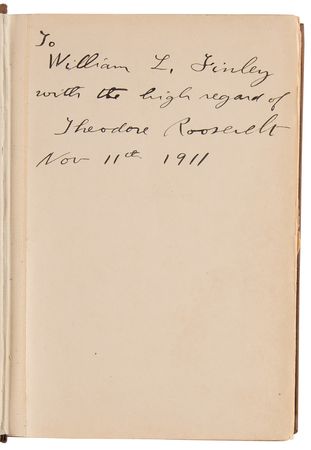 To
William L. Finley
with the high regard of
Theodore Roosevelt
Nov 11th 1911